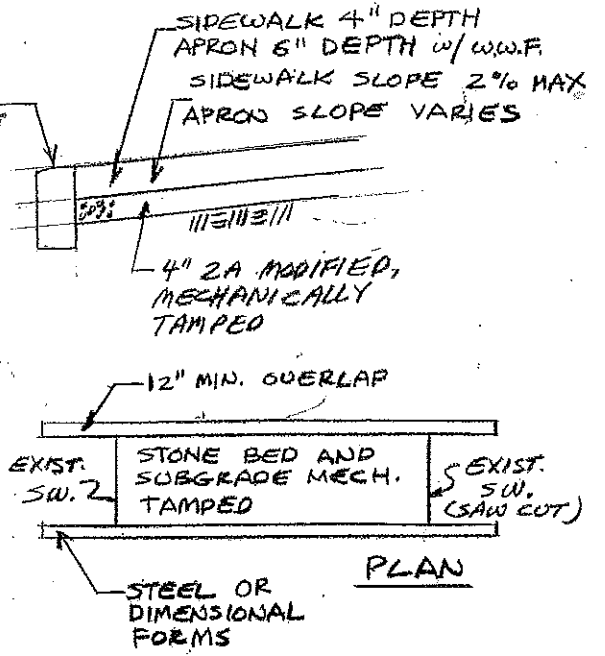 SIDEWALK 4" DEPTH
APRON 6" DEPTH w/ W.W.F.
SIDEWALK SLOPE 2% MAX
APRON SLOPE VARIES
4" 2A MODIFIED,
MECHANICALLY
TAMPED
12" MIN. OVERLAP
EXIST.
SW.
STONE BED AND
SUBGRADE MECH.
TAMPED
EXIST.
SW.
(SAW CUT)
PLAN
STEEL OR
DIMENSIONAL
FORMS